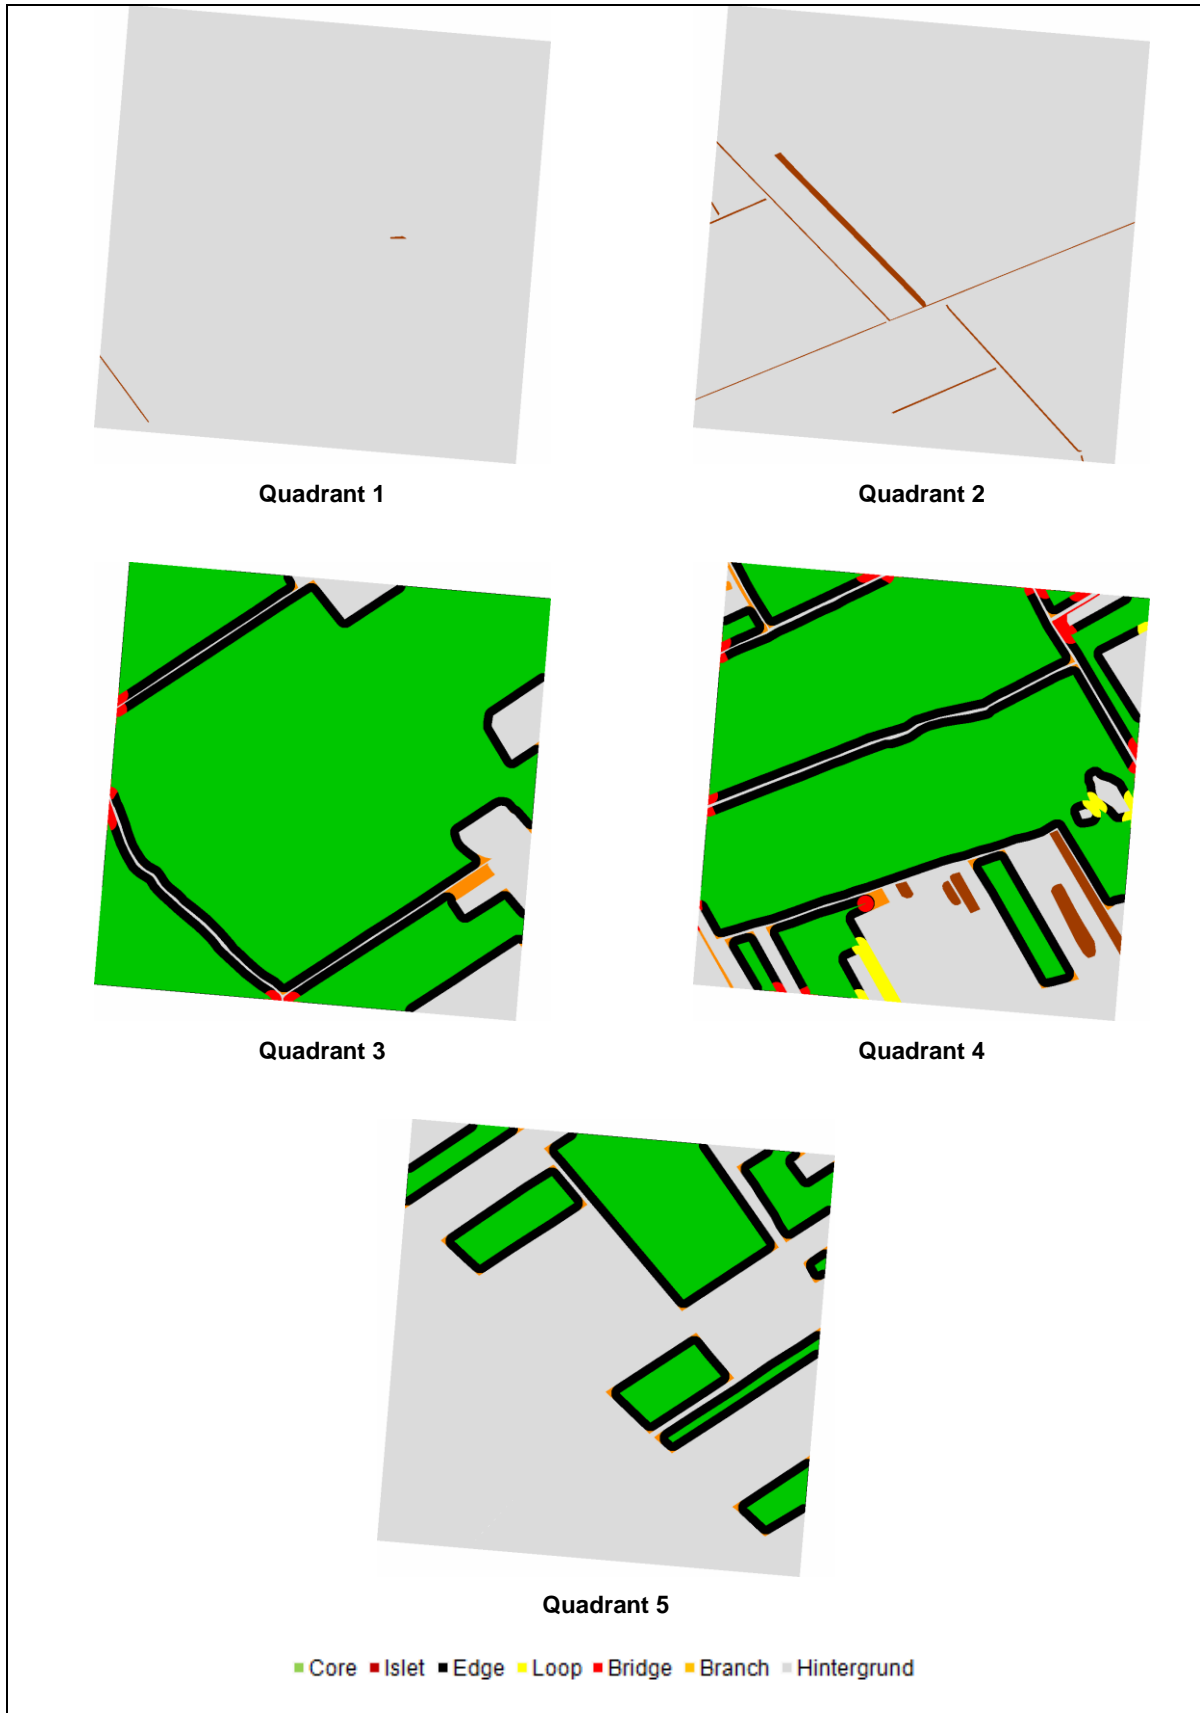 Quadrant 1
Quadrant 2
Quadrant 3
Quadrant 4
Quadrant 5
Core Islet Edge Loop Bridge Branch Hintergrund